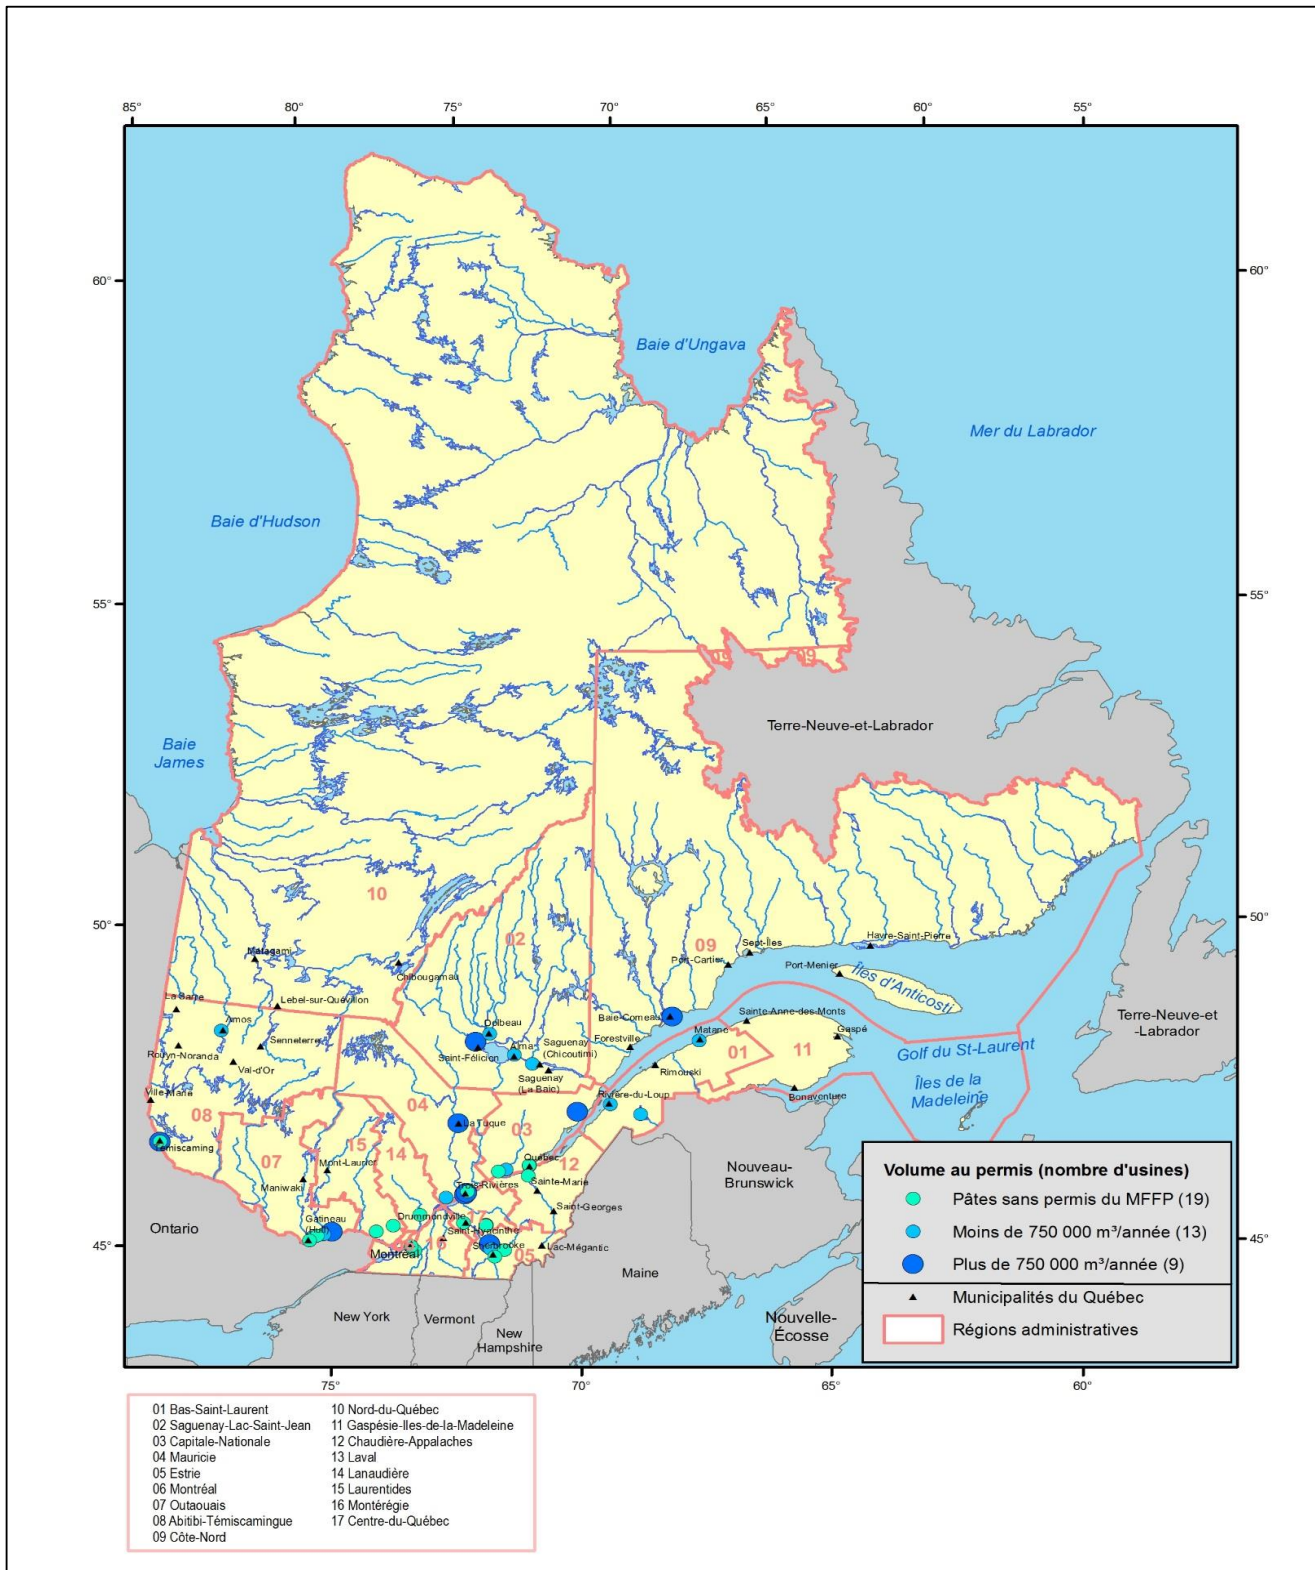 85° 80° 75° 70° 65° 60° 55°
60° 60°
Baie d'Ungava
Mer du Labrador
Baie d'Hudson
55° 55°
09
Terre-Neuve-et-Labrador
Baie
James
10
50° 50°
02
09
Havre-Saint-Pierre
Sept-Îles
Port-Cartier
Port-Menier
Îles d'Anticosti
Matagami
Chibougamau
La Sarre
Lebel-sur-Quévillon
Amos
Senneterre
Rouyn-Noranda
Val-d'Or
Ville-Marie
08
Témiscaming
Dolbeau
Saint-Félicien
Alma
Saguenay
(Chicoutimi)
Saguenay
(La Baie)
Forestville
Baie-Comeau
Sainte-Anne-des-Monts
Matane
Gaspé
01
11
Rimouski
Bonaventure
Golf du St-Laurent
Îles de la
Madeleine
Terre-Neuve-et
-Labrador
Rivière-du-Loup
04
La Tuque
03
15
14
07
Mont-Laurier
Maniwaki
Québec
12
Sainte-Marie
Trois-Rivières
Saint-Georges
Gatineau
(Hull)
Drummondville
Saint-Hyacinthe
16
Sherbrooke
05
Lac-Mégantic
Montréal
45° 45°
Ontario
Nouveau-
Brunswick
Maine
New York
Vermont
New
Hampshire
Nouvelle-
Écosse
Volume au permis (nombre d'usines)
Pâtes sans permis du MFFP (19)
Moins de 750 000 m³/année (13)
Plus de 750 000 m³/année (9)
Municipalités du Québec
Régions administratives
75° 70° 65° 60°
01 Bas-Saint-Laurent 10 Nord-du-Québec
02 Saguenay-Lac-Saint-Jean 11 Gaspésie-Iles-de-la-Madeleine
03 Capitale-Nationale 12 Chaudière-Appalaches
04 Mauricie 13 Laval
05 Estrie 14 Lanaudière
06 Montréal 15 Laurentides
07 Outaouais 16 Montérégie
08 Abitibi-Témiscamingue 17 Centre-du-Québec
09 Côte-Nord